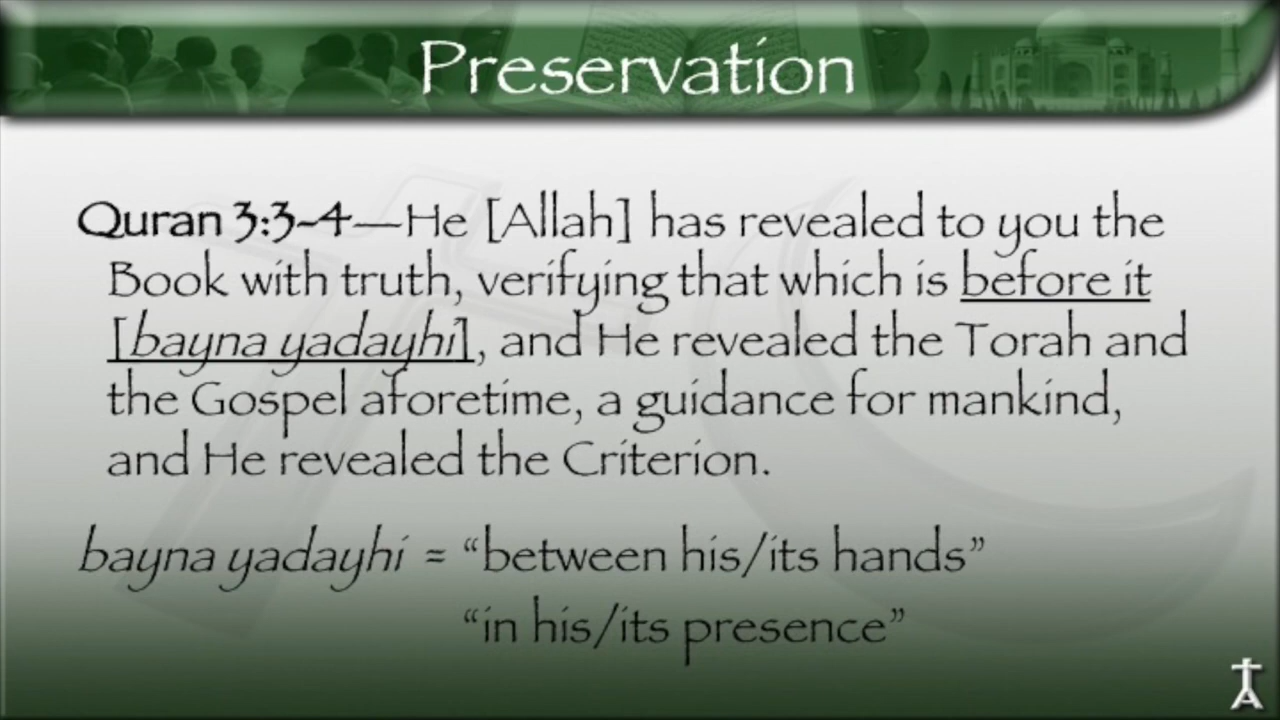 Preservation
Quran 3:3-4—He [Allah] has revealed to you the
Book with truth, verifying that which is before it
[bayna yadayhi], and He revealed the Torah and
the Gospel aforetime, a guidance for mankind,
and He revealed the Criterion.
bayna yadayhi = “between his/its hands”
“in his/its presence”